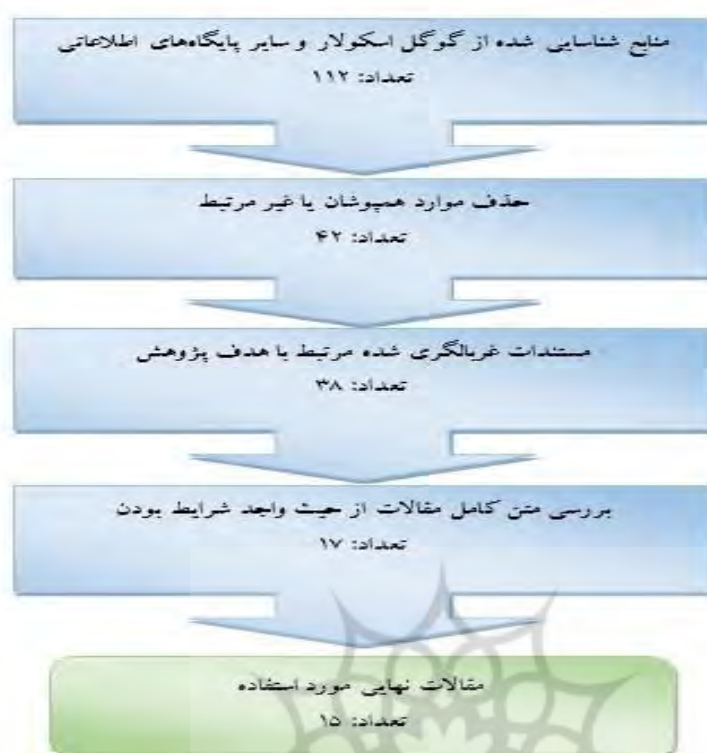 منابع شناسایی شده از گوگل اسکولار و سایر پایگاه‌های اطلاعاتی
تعداد: ۱۱۲
حذف موارد همپوشان یا غیر مرتبط
تعداد: ۴۲
مستندات غربالگری شده مرتبط با هدف پژوهش
تعداد: ۳۸
بررسی متن کامل مقالات از حیث واجد شرایط بودن
تعداد: ۱۷
مقالات نهایی مورد استفاده
تعداد: ۱۵